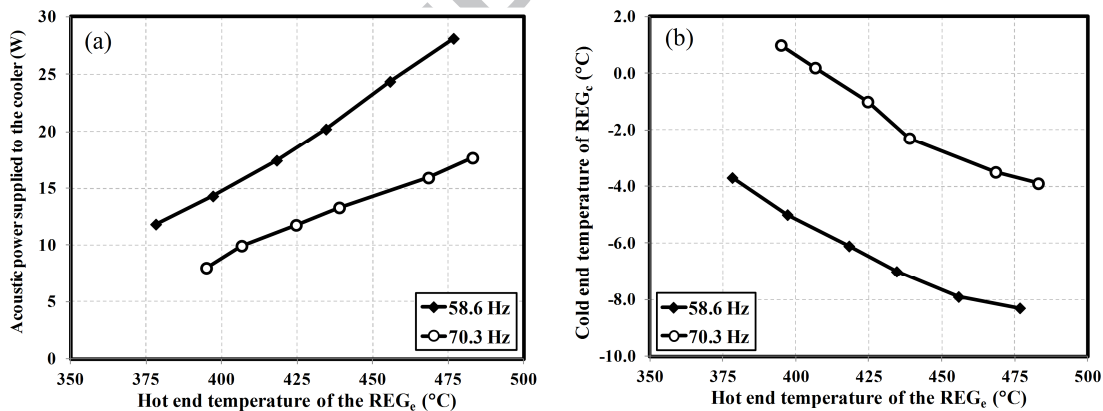 (a)
Acoustic power supplied to the cooler (W)
30
25
20
15
10
5
0
350 375 400 425 450 475 500
Hot end temperature of the REGₑ (°C)
58.6 Hz
70.3 Hz
(b)
Cold end temperature of REG꜀ (°C)
2.0
0.0
-2.0
-4.0
-6.0
-8.0
-10.0
350 375 400 425 450 475 500
Hot end temperature of the REGₑ (°C)
58.6 Hz
70.3 Hz